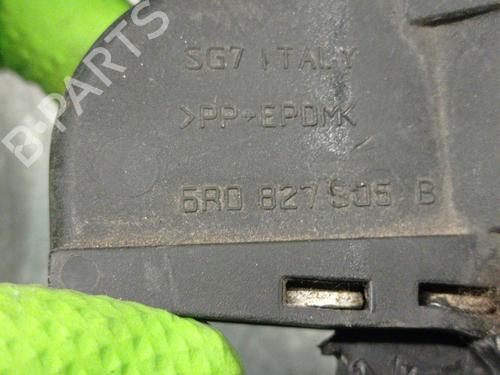 B-PARTS
SG7 ITALY
>PP+EPDM<
6R0 827 505 B